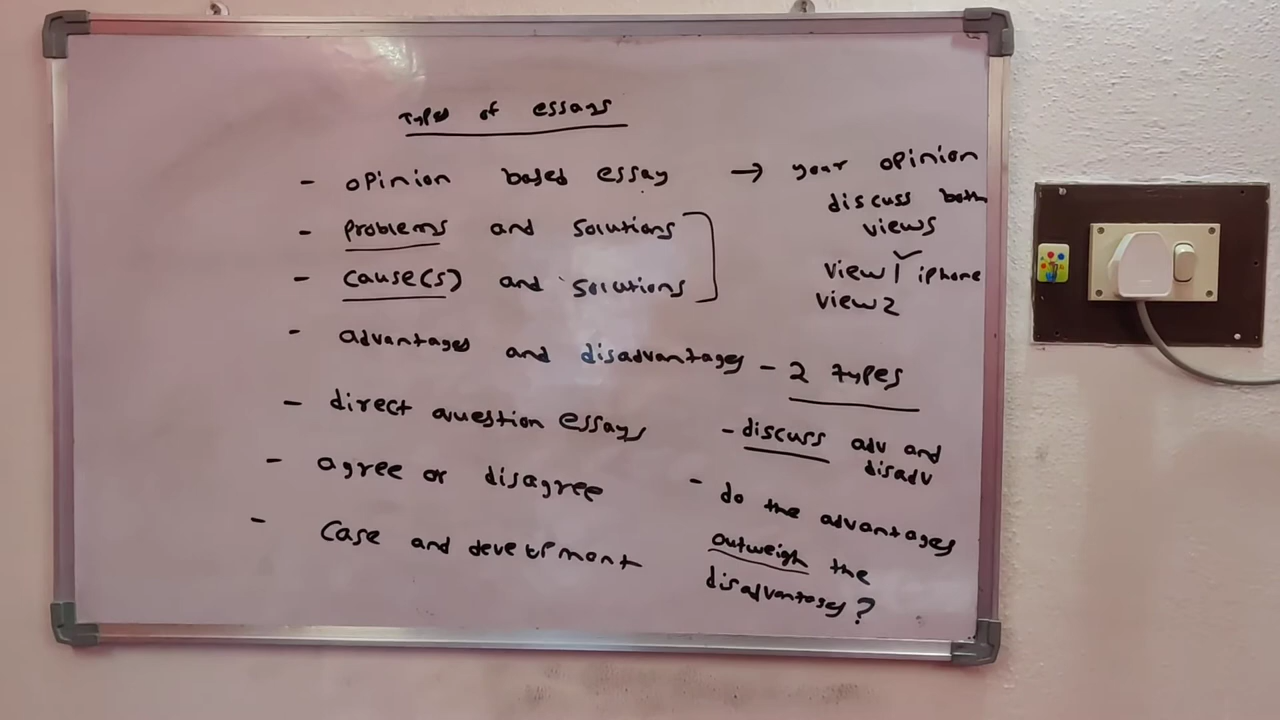 Types of essays
- opinion based essay → your opinion
discuss both
views
- problems and solutions
view 1 iphone
- cause(s) and solutions
view 2
- advantages and disadvantages - 2 types
- direct question essays
- discuss adv and
disadv
- agree or disagree
- do the advantages
outweigh the
disadvantages?
- Case and